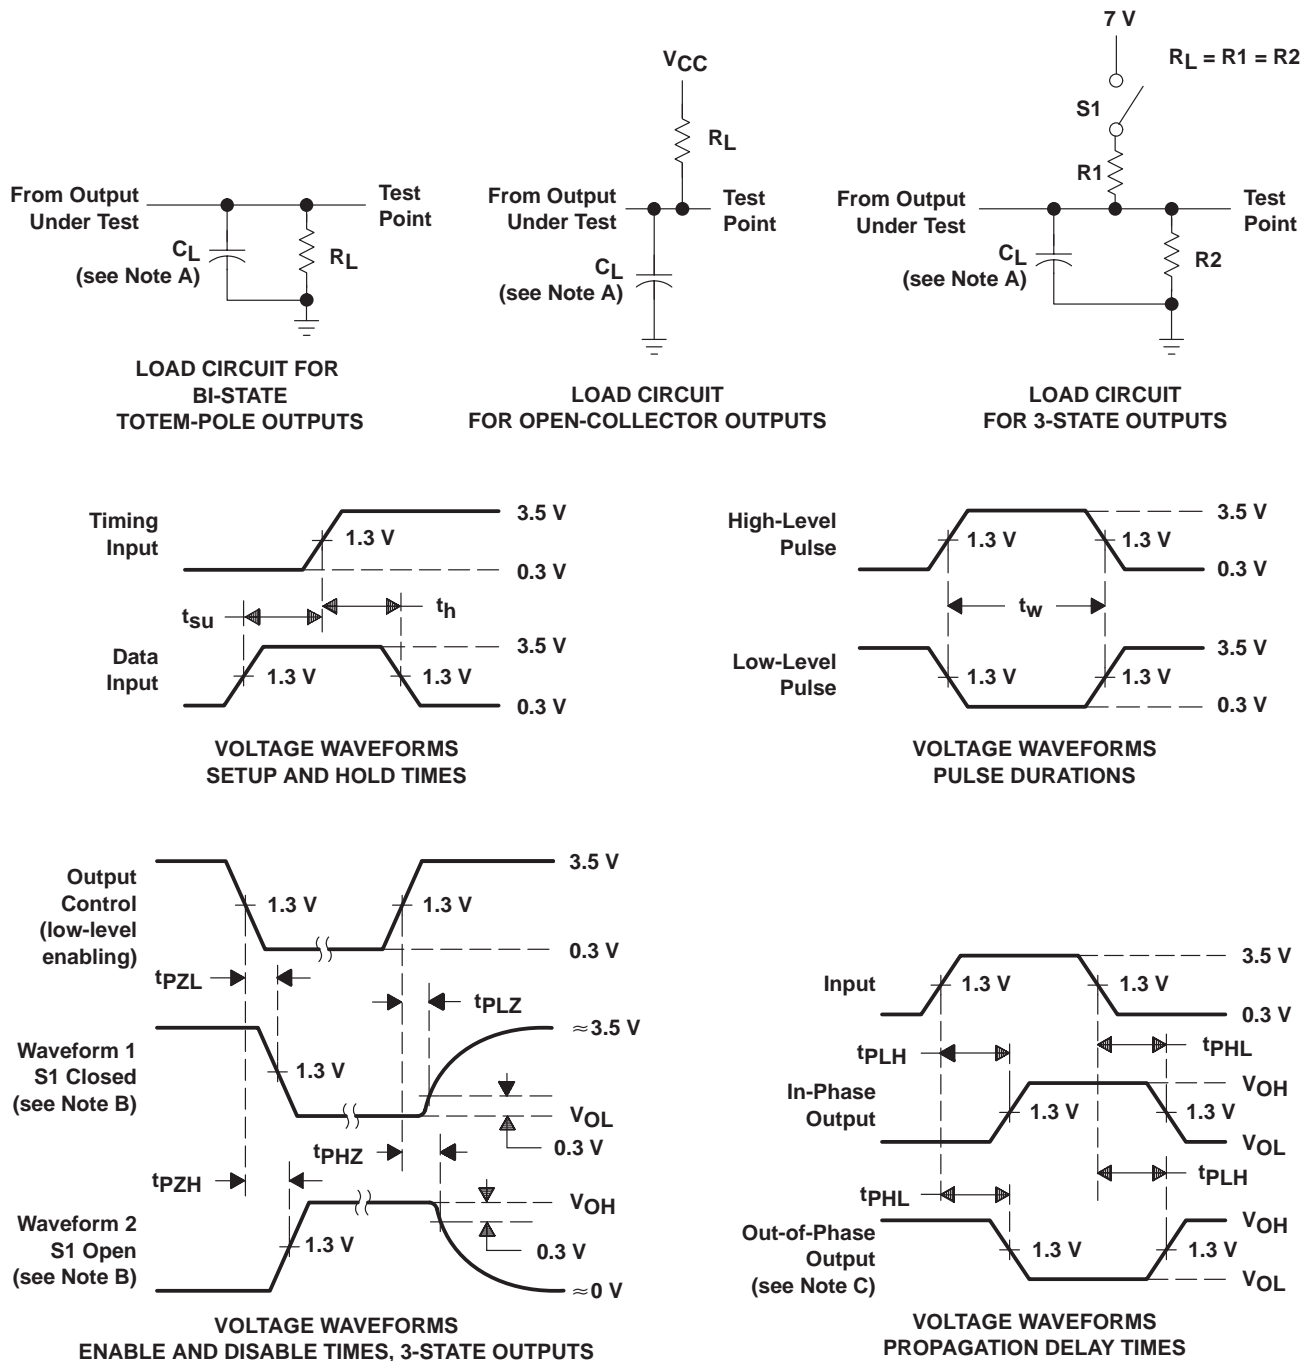 VCC
RL
From Output
Under Test
Test
Point
CL
(see Note A)
RL
LOAD CIRCUIT FOR
BI-STATE
TOTEM-POLE OUTPUTS
From Output
Under Test
Test
Point
CL
(see Note A)
LOAD CIRCUIT
FOR OPEN-COLLECTOR OUTPUTS
7 V
RL = R1 = R2
S1
R1
From Output
Under Test
Test
Point
CL
(see Note A)
R2
LOAD CIRCUIT
FOR 3-STATE OUTPUTS
Timing
Input
1.3 V
3.5 V
0.3 V
tsu
th
Data
Input
1.3 V
1.3 V
3.5 V
0.3 V
VOLTAGE WAVEFORMS
SETUP AND HOLD TIMES
High-Level
Pulse
1.3 V
1.3 V
3.5 V
0.3 V
tw
Low-Level
Pulse
1.3 V
1.3 V
3.5 V
0.3 V
VOLTAGE WAVEFORMS
PULSE DURATIONS
Output
Control
(low-level
enabling)
1.3 V
1.3 V
3.5 V
0.3 V
tPZL
tPLZ
Waveform 1
S1 Closed
(see Note B)
1.3 V
≈3.5 V
VOL
0.3 V
tPHZ
tPZH
Waveform 2
S1 Open
(see Note B)
1.3 V
VOH
0.3 V
≈0 V
VOLTAGE WAVEFORMS
ENABLE AND DISABLE TIMES, 3-STATE OUTPUTS
Input
1.3 V
1.3 V
3.5 V
0.3 V
tPLH
tPHL
In-Phase
Output
1.3 V
1.3 V
VOH
VOL
tPHL
tPLH
Out-of-Phase
Output
(see Note C)
1.3 V
1.3 V
VOH
VOL
VOLTAGE WAVEFORMS
PROPAGATION DELAY TIMES